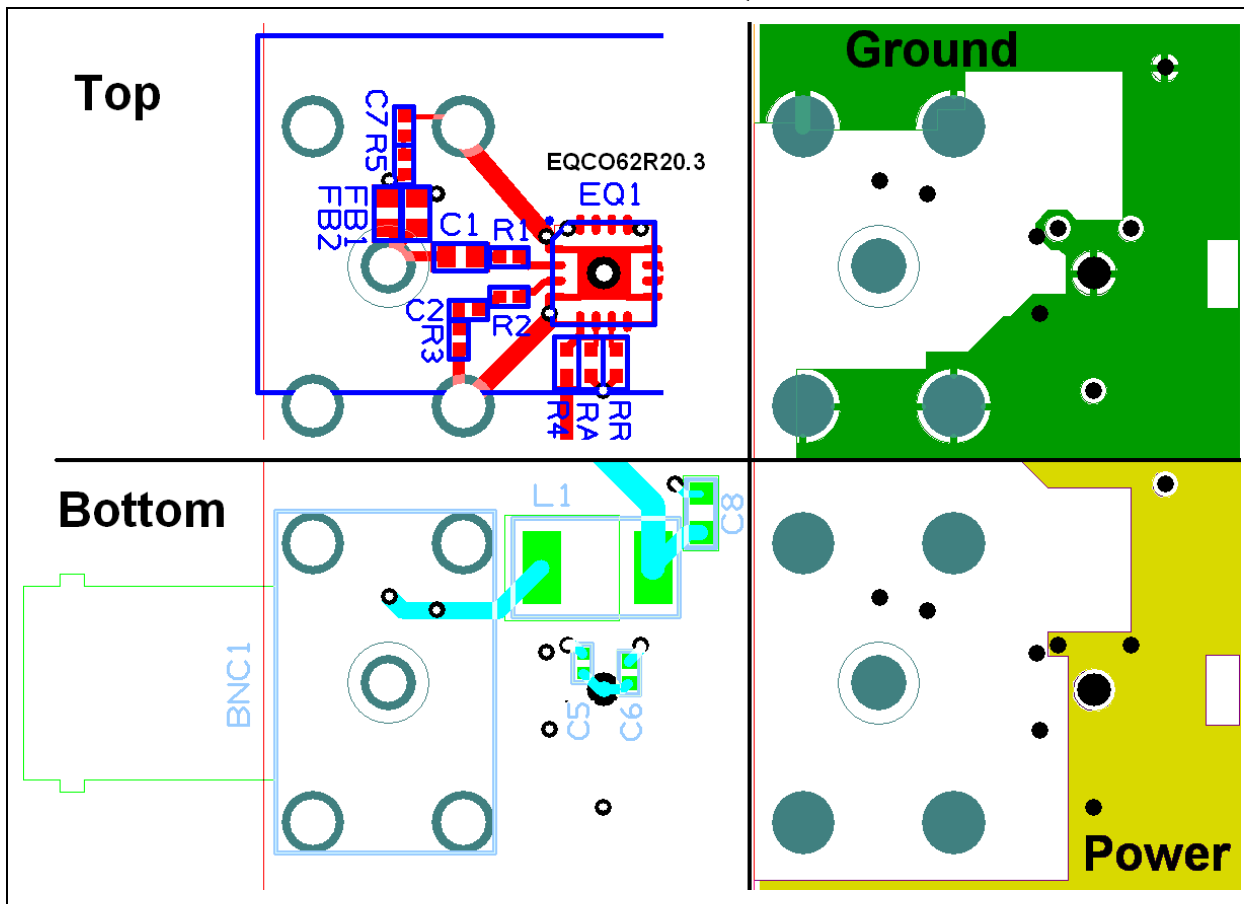 Top
Ground
C7
R5
EQCO62R20.3
EQ1
FB1
FB2
C1
R1
C2
R2
R3
R4
RA
RR
Bottom
L1
C8
BNC1
C5
C6
Power